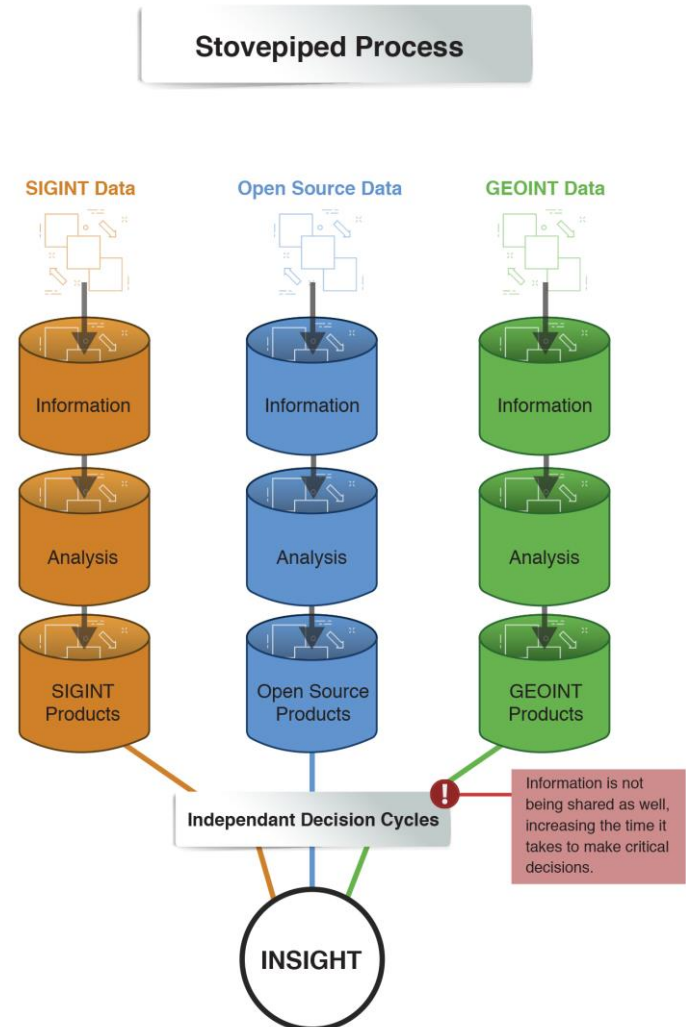 Stovepiped Process
SIGINT Data
Open Source Data
GEOINT Data
Information
Information
Information
Analysis
Analysis
Analysis
SIGINT
Products
Open Source
Products
GEOINT
Products
!
Independant Decision Cycles
Information is not
being shared as well,
increasing the time it
takes to make critical
decisions.
INSIGHT